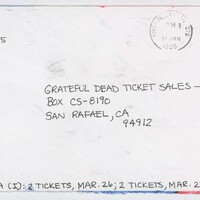 5
GRATEFUL DEAD TICKET SALES —
BOX CS-8190
SAN RAFAEL, CA
94912
A (I): 2 TICKETS, MAR. 26; 2 TICKETS, MAR. 2